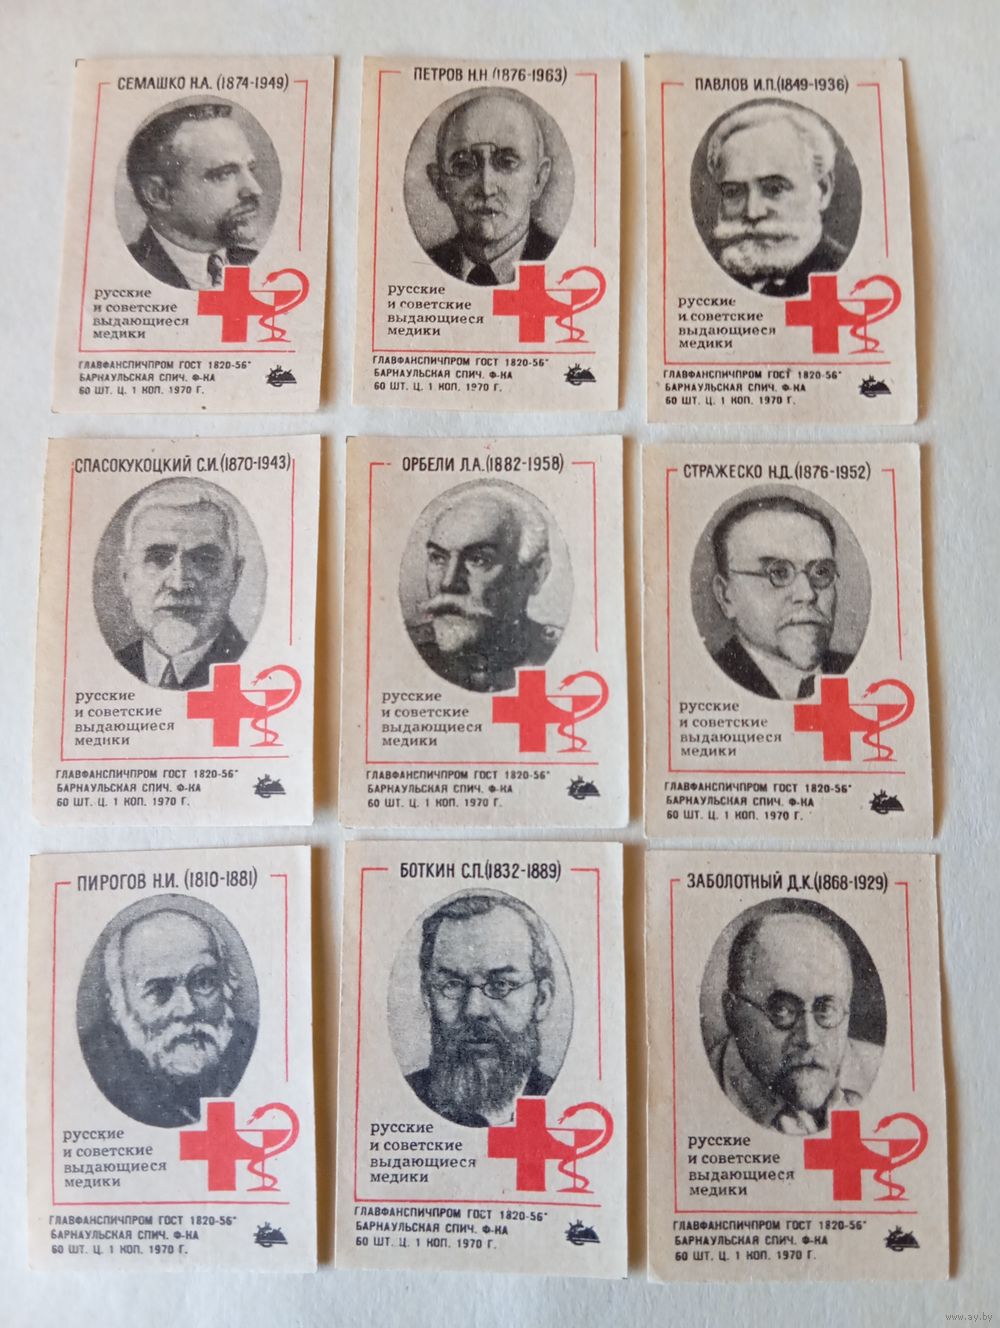 СЕМАШКО Н.А. (1874-1949)
русские
и советские
выдающиеся
медики
ГЛАВФАНСПИЧПРОМ ГОСТ 1820-56*
БАРНАУЛЬСКАЯ СПИЧ. Ф-КА
60 ШТ. Ц. 1 КОП. 1970 Г.
ПЕТРОВ Н.Н (1876-1963)
русские
и советские
выдающиеся
медики
ГЛАВФАНСПИЧПРОМ ГОСТ 1820-56*
БАРНАУЛЬСКАЯ СПИЧ. Ф-КА
60 ШТ. Ц. 1 КОП. 1970 Г.
ПАВЛОВ И.П.(1849-1936)
русские
и советские
выдающиеся
медики
ГЛАВФАНСПИЧПРОМ ГОСТ 1820-56*
БАРНАУЛЬСКАЯ СПИЧ. Ф-КА
60 ШТ. Ц. 1 КОП. 1970 Г.
СПАСОКУКОЦКИЙ С.И.(1870-1943)
русские
и советские
выдающиеся
медики
ГЛАВФАНСПИЧПРОМ ГОСТ 1820-56*
БАРНАУЛЬСКАЯ СПИЧ. Ф-КА
60 ШТ. Ц. 1 КОП. 1970 Г.
ОРБЕЛИ Л.А.(1882-1958)
русские
и советские
выдающиеся
медики
ГЛАВФАНСПИЧПРОМ ГОСТ 1820-56*
БАРНАУЛЬСКАЯ СПИЧ. Ф-КА
60 ШТ. Ц. 1 КОП. 1970 Г.
СТРАЖЕСКО Н.Д.(1876-1952)
русские
и советские
выдающиеся
медики
ГЛАВФАНСПИЧПРОМ ГОСТ 1820-56*
БАРНАУЛЬСКАЯ СПИЧ. Ф-КА
60 ШТ. Ц. 1 КОП. 1970 Г.
ПИРОГОВ Н.И. (1810-1881)
русские
и советские
выдающиеся
медики
ГЛАВФАНСПИЧПРОМ ГОСТ 1820-56*
БАРНАУЛЬСКАЯ СПИЧ. Ф-КА
60 ШТ. Ц. 1 КОП. 1970 Г.
БОТКИН С.П.(1832-1889)
русские
и советские
выдающиеся
медики
ГЛАВФАНСПИЧПРОМ ГОСТ 1820-56*
БАРНАУЛЬСКАЯ СПИЧ. Ф-КА
60 ШТ. Ц. 1 КОП. 1970 Г.
ЗАБОЛОТНЫЙ Д.К.(1868-1929)
русские
и советские
выдающиеся
медики
ГЛАВФАНСПИЧПРОМ ГОСТ 1820-56*
БАРНАУЛЬСКАЯ СПИЧ. Ф-КА
60 ШТ. Ц. 1 КОП. 1970 Г.
www.ay.by